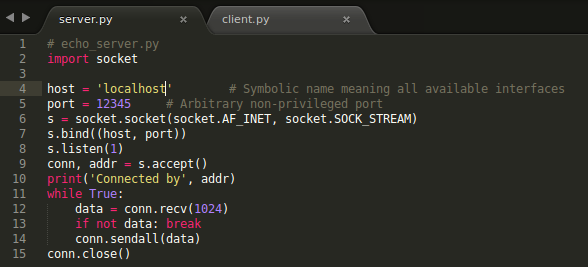 server.py × client.py ×
1 # echo_server.py
2 import socket
3
4 host = 'localhost' # Symbolic name meaning all available interfaces
5 port = 12345 # Arbitrary non-privileged port
6 s = socket.socket(socket.AF_INET, socket.SOCK_STREAM)
7 s.bind((host, port))
8 s.listen(1)
9 conn, addr = s.accept()
10 print('Connected by', addr)
11 while True:
12     data = conn.recv(1024)
13     if not data: break
14     conn.sendall(data)
15 conn.close()